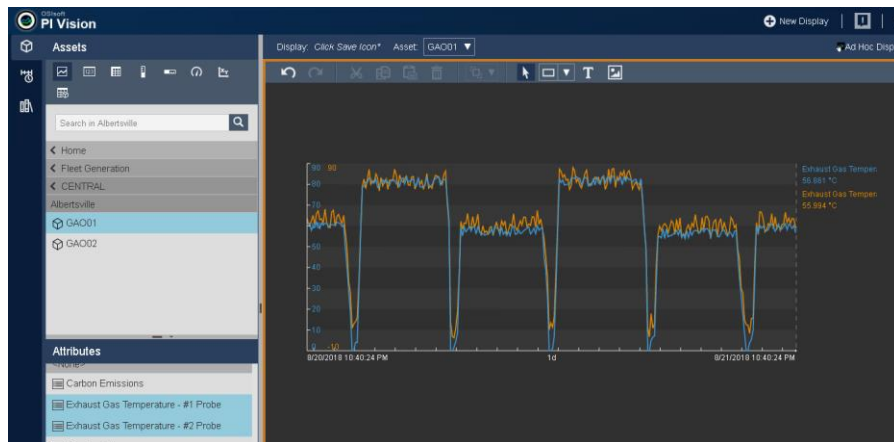 OSIsoft
PI Vision
New Display
Assets
Display: Click Save Icon* Asset: GAO01
Ad Hoc Disp
Search in Albertsville
Home
Fleet Generation
CENTRAL
Albertsville
GAO01
GAO02
90 90
80
70
60
50
40
30
20
10
0 -10
8/20/2018 10:40:24 PM
1d
8/21/2018 10:40:24 PM
Exhaust Gas Temper
56.861 °C
Exhaust Gas Temper
55.994 °C
Attributes
<None>
Carbon Emissions
Exhaust Gas Temperature - #1 Probe
Exhaust Gas Temperature - #2 Probe